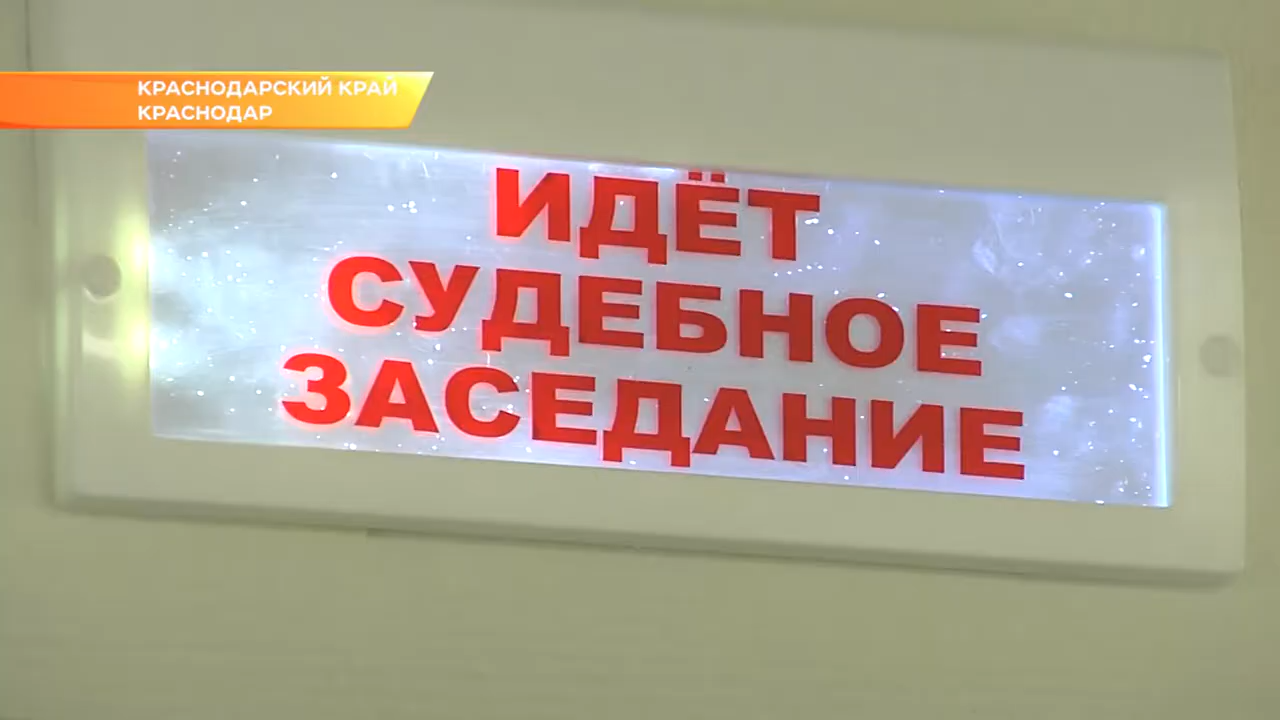 КРАСНОДАРСКИЙ КРАЙ
КРАСНОДАР
ИДЁТ
СУДЕБНОЕ
ЗАСЕДАНИЕ